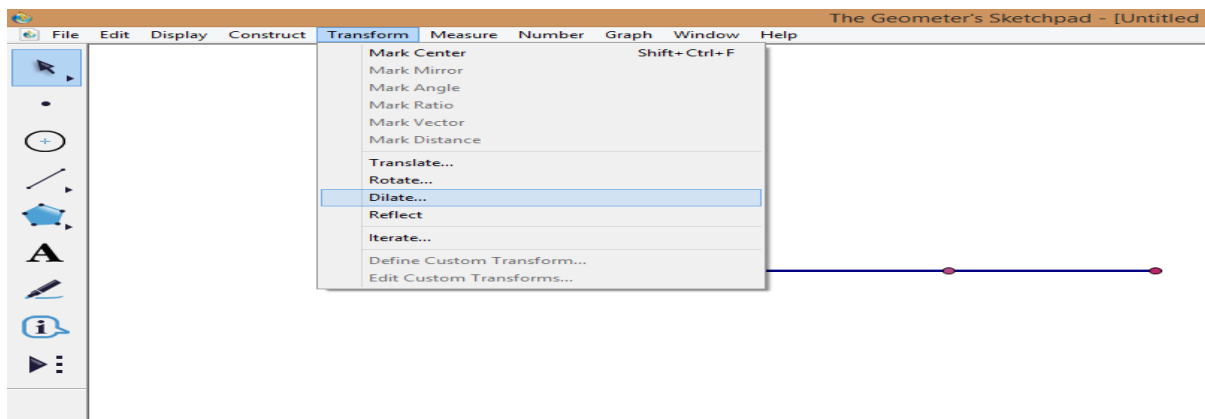 The Geometer's Sketchpad - [Untitled
File Edit Display Construct Transform Measure Number Graph Window Help
Mark Center Shift+Ctrl+F
Mark Mirror
Mark Angle
Mark Ratio
Mark Vector
Mark Distance
Translate...
Rotate...
Dilate...
Reflect
Iterate...
Define Custom Transform...
Edit Custom Transforms...
A
i